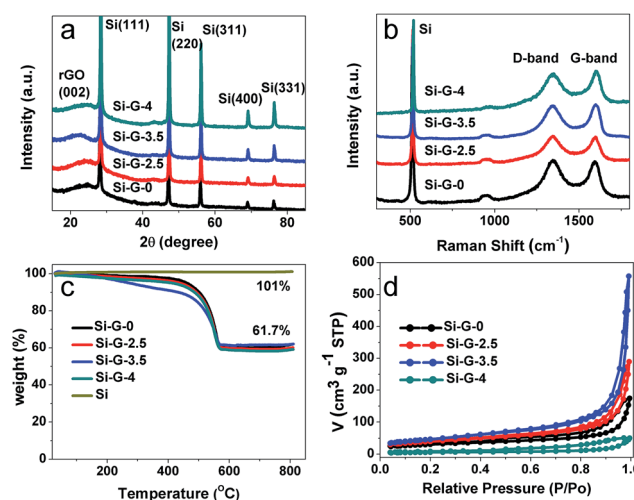 a
Si(111)
Si
(220)
Si(311)
rGO
(002)
Si-G-4
Si(400)
Si(331)
Si-G-3.5
Si-G-2.5
Si-G-0
Intensity (a.u.)
20 40 60 80
2θ (degree)
b
Si
D-band
G-band
Si-G-4
Si-G-3.5
Si-G-2.5
Si-G-0
Intensity (a.u.)
500 1000 1500
Raman Shift (cm-1)
c
100
80
60
40
20
0
101%
61.7%
Si-G-0
Si-G-2.5
Si-G-3.5
Si-G-4
Si
weight (%)
0 200 400 600 800
Temperature (oC)
d
600
500
400
300
200
100
0
Si-G-0
Si-G-2.5
Si-G-3.5
Si-G-4
V (cm3 g-1 STP)
0.0 0.2 0.4 0.6 0.8 1.0
Relative Pressure (P/Po)